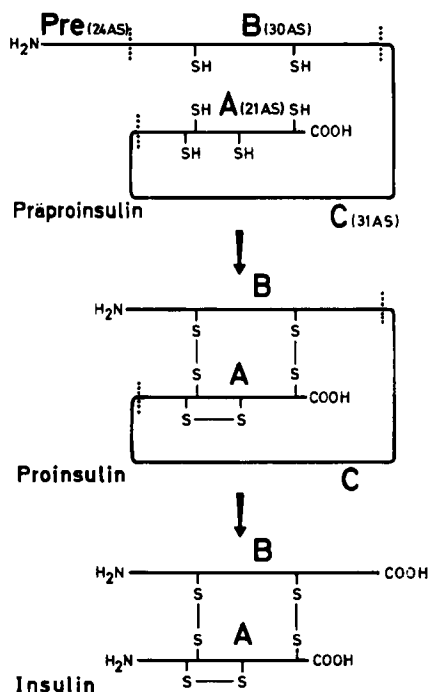 Pre(24AS) B(30AS)
H₂N
SH SH
SH A(21AS) SH
COOH
SH SH
Präproinsulin C(31AS)
B
H₂N
S S
S A S
COOH
S S
Proinsulin C
B
H₂N COOH
S S
S A S
H₂N COOH
S S
Insulin